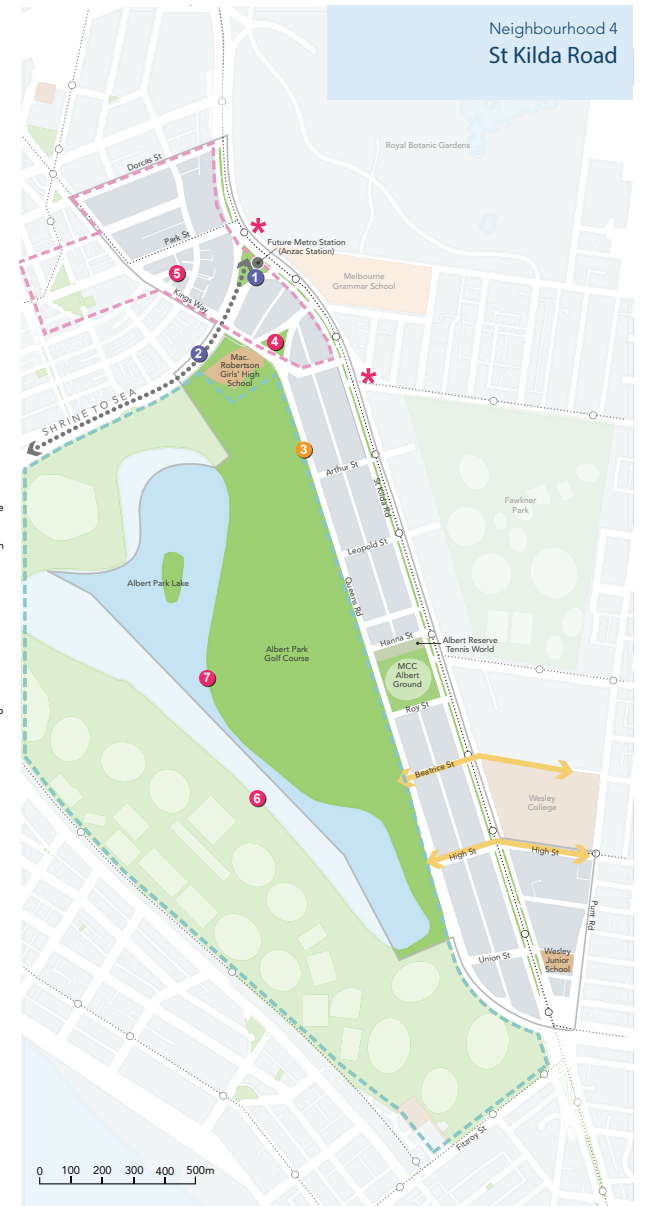 Neighbourhood 4
St Kilda Road
Royal Botanic Gardens
Dorcas St
Park St
*
Future Metro Station
(Anzac Station)
1
5
Kings Way
Melbourne
Grammar School
4
2
Mac.
Robertson
Girls' High
School
*
SHRINE TO SEA
3
Arthur St
St Kilda Rd
Fawkner
Park
e
n
Leopold St
Albert Park Lake
Queens Rd
Albert Park
Golf Course
Hanna St
Albert Reserve
Tennis World
MCC
Albert
Ground
7
Roy St
Beatrice St
6
Wesley
College
High St
High St
Punt Rd
Union St
Wesley
Junior
School
Fitzroy St
0 100 200 300 400 500m